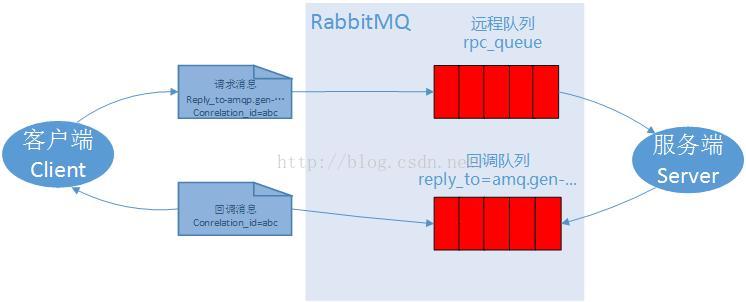 RabbitMQ
远程队列
rpc_queue
请求消息
Reply_to-amqp.gen-···
Conrelation_id=abc
客户端
Client
服务端
Server
http://blog.csdn.ne
回调队列
reply_to=amq.gen-...
回调消息
Conrelation_id=abc